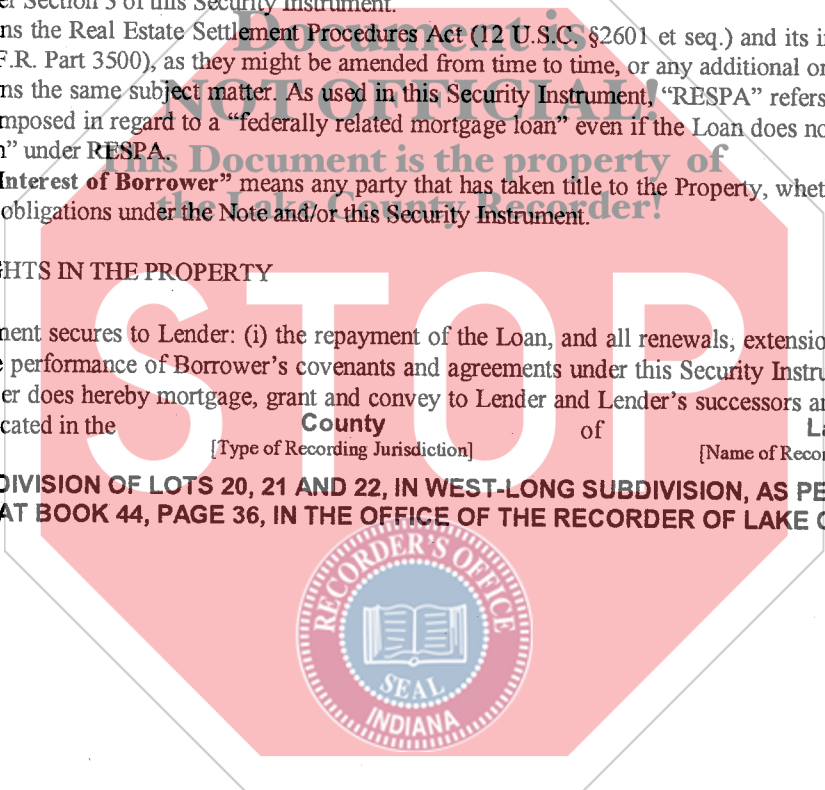 er Section 3 of this Security Instrument.
ns the Real Estate Settlement Procedures Act (12 U.S.C. §2601 et seq.) and its i
F.R. Part 3500), as they might be amended from time to time, or any additional or
ns the same subject matter. As used in this Security Instrument, “RESPA” refers
mposed in regard to a “federally related mortgage loan” even if the Loan does no
n” under RESPA.
Interest of Borrower” means any party that has taken title to the Property, whet
obligations under the Note and/or this Security Instrument.
Document is
NOT OFFICIAL!
This Document is the property of
the Lake County Recorder!
GHTS IN THE PROPERTY
STOP
ment secures to Lender: (i) the repayment of the Loan, and all renewals, extensio
e performance of Borrower’s covenants and agreements under this Security Instru
er does hereby mortgage, grant and convey to Lender and Lender’s successors an
cated in the County of La
[Type of Recording Jurisdiction] [Name of Recor
DIVISION OF LOTS 20, 21 AND 22, IN WEST-LONG SUBDIVISION, AS PE
AT BOOK 44, PAGE 36, IN THE OFFICE OF THE RECORDER OF LAKE C
RECORDER'S OFFICE
SEAL
INDIANA